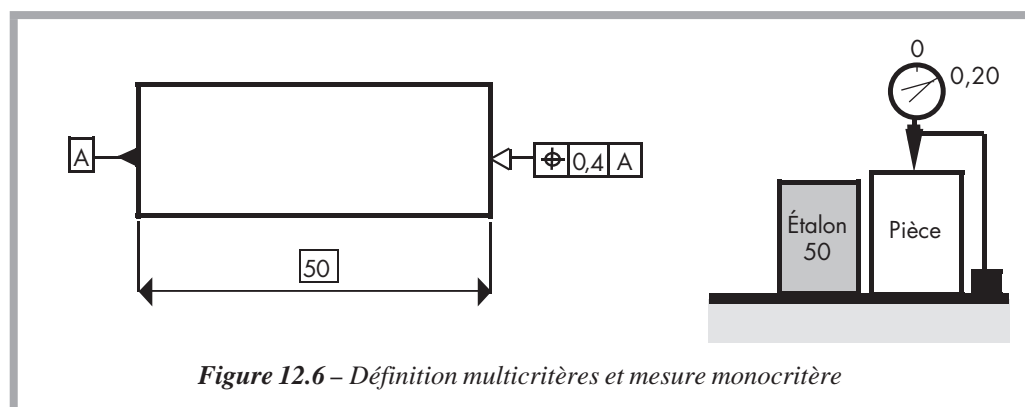 0
0,20
A
⌖ 0,4 A
Étalon
50
Pièce
50
Figure 12.6 – Définition multicritères et mesure monocritère